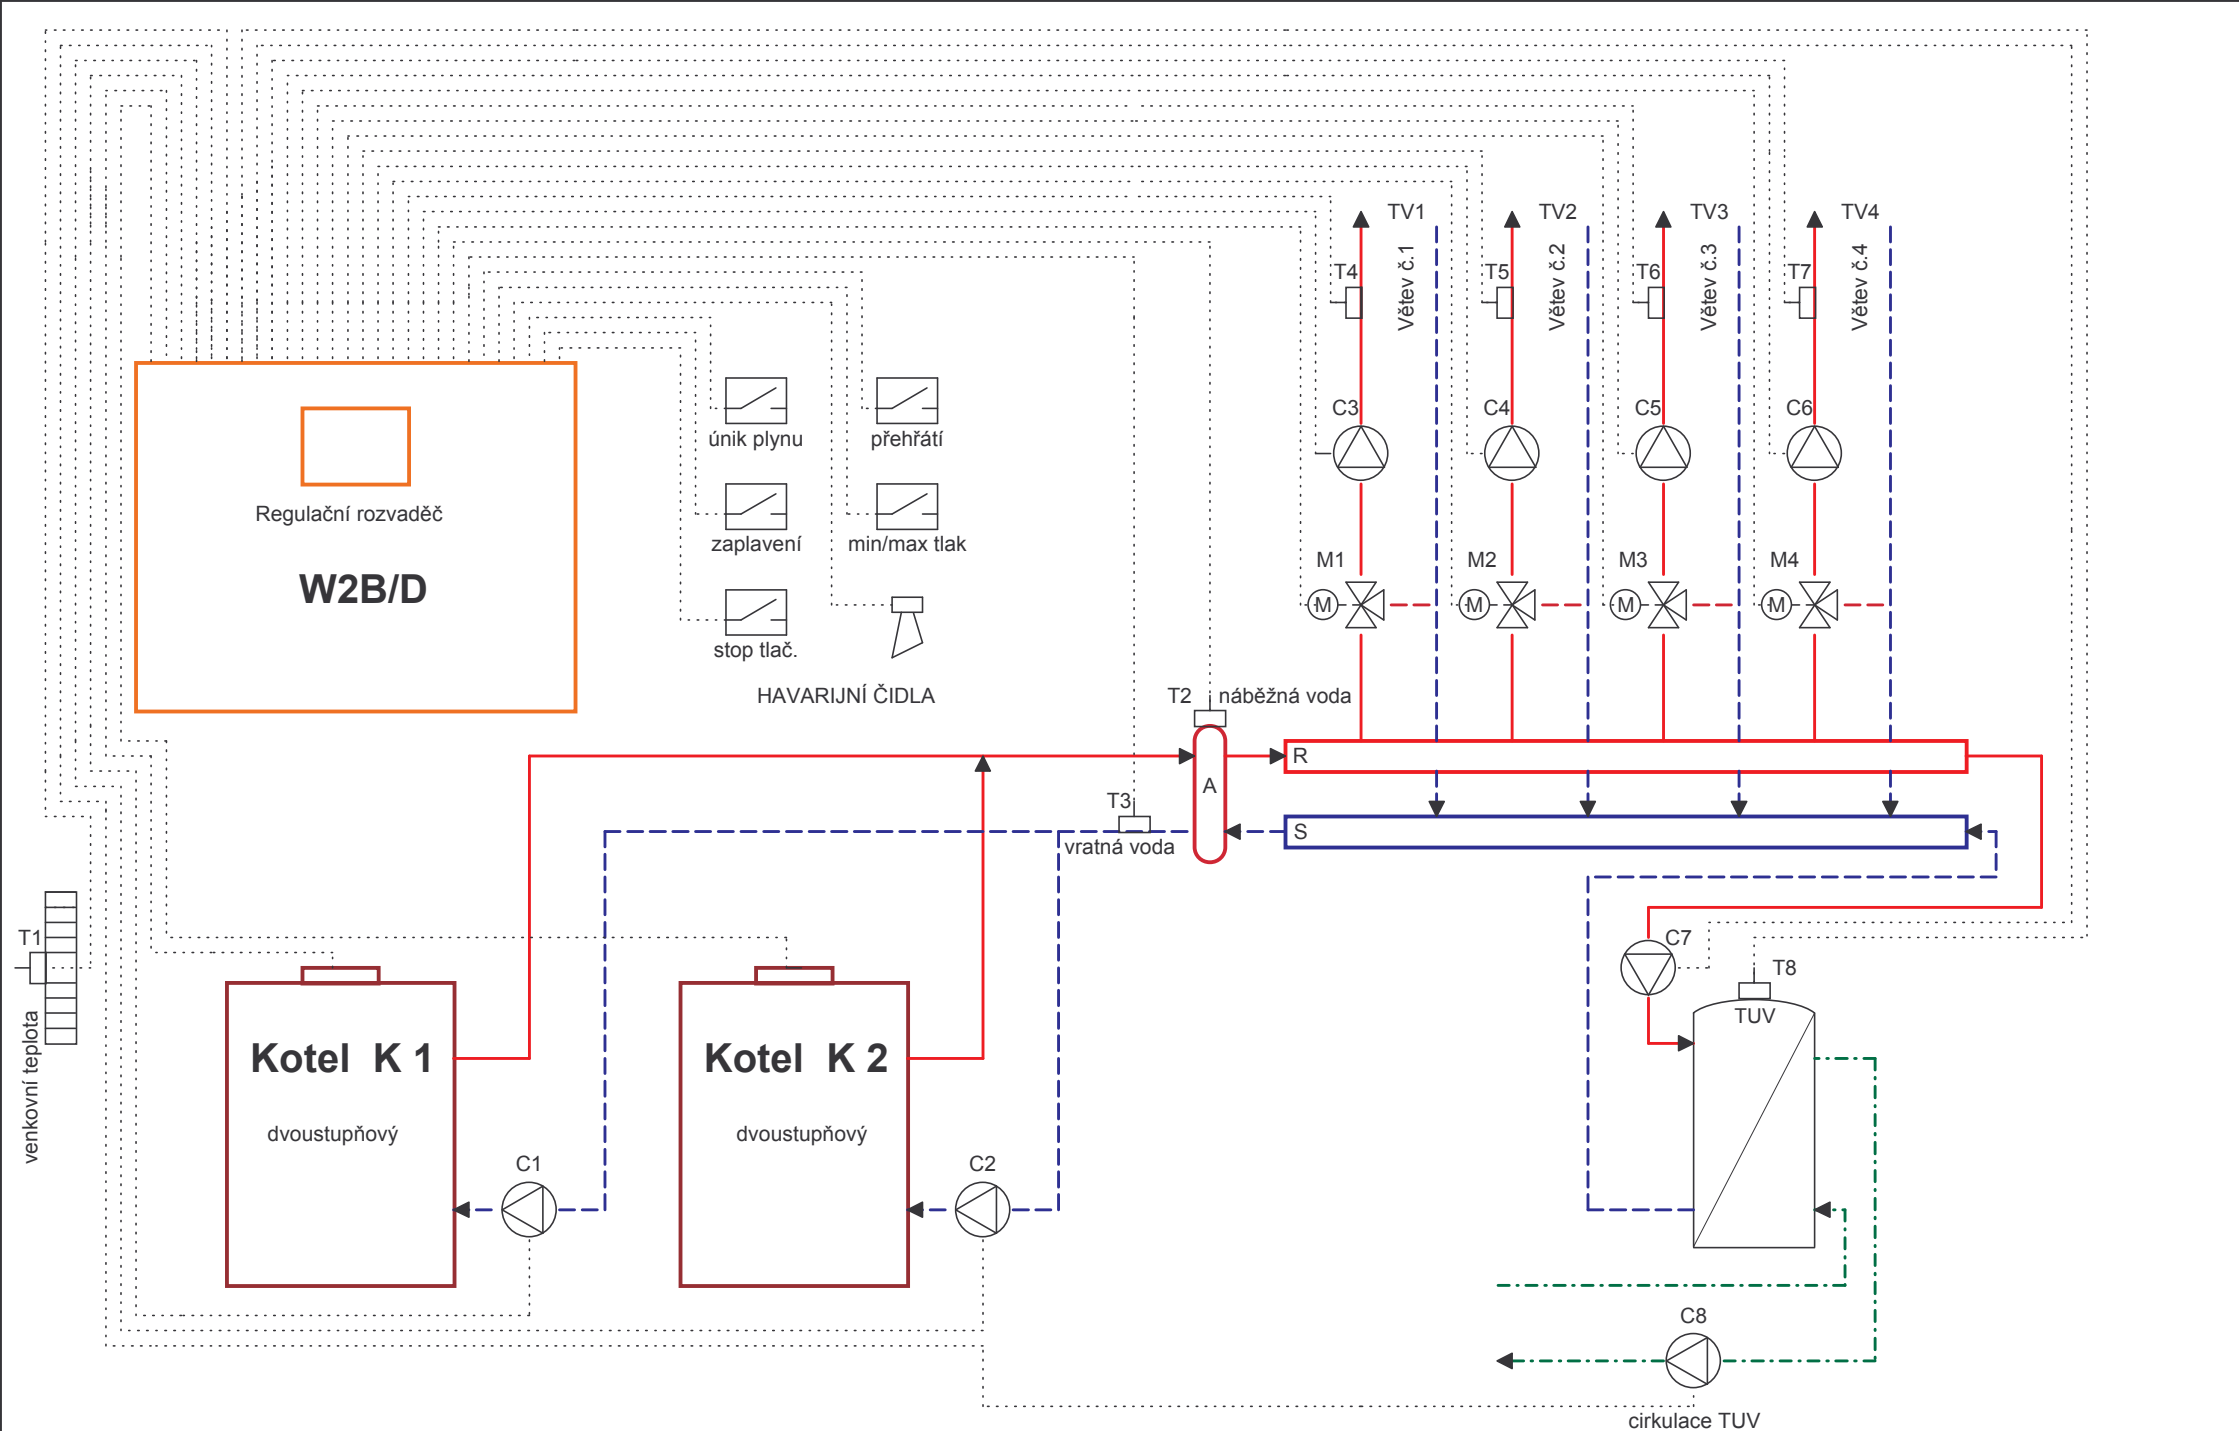 TV1
TV2
TV3
TV4
Větev č.1
Větev č.2
Větev č.3
Větev č.4
T4
T5
T6
T7
C3
C4
C5
C6
únik plynu
přehřátí
Regulační rozvaděč
W2B/D
zaplavení
min/max tlak
M1
M2
M3
M4
M
M
M
M
stop tlač.
HAVARIJNÍ ČIDLA
T2
náběžná voda
R
A
T3
S
vratná voda
T1
venkovní teplota
C7
T8
TUV
Kotel K 1
Kotel K 2
dvoustupňový
dvoustupňový
C1
C2
C8
cirkulace TUV